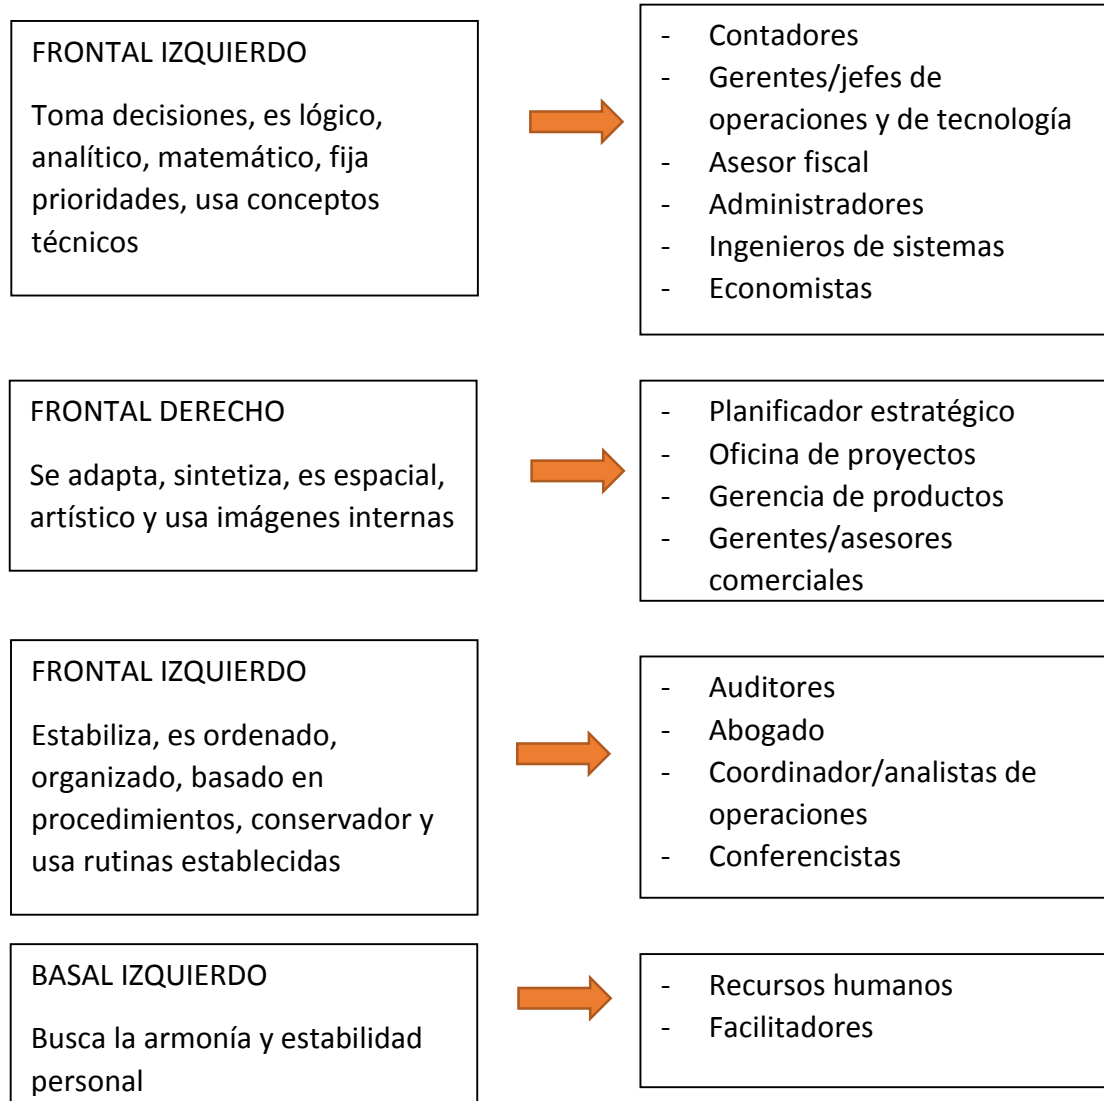 FRONTAL IZQUIERDO
Toma decisiones, es lógico,
analítico, matemático, fija
prioridades, usa conceptos
técnicos
- Contadores
- Gerentes/jefes de
operaciones y de tecnología
- Asesor fiscal
- Administradores
- Ingenieros de sistemas
- Economistas
FRONTAL DERECHO
Se adapta, sintetiza, es espacial,
artístico y usa imágenes internas
- Planificador estratégico
- Oficina de proyectos
- Gerencia de productos
- Gerentes/asesores
comerciales
FRONTAL IZQUIERDO
Estabiliza, es ordenado,
organizado, basado en
procedimientos, conservador y
usa rutinas establecidas
- Auditores
- Abogado
- Coordinador/analistas de
operaciones
- Conferencistas
BASAL IZQUIERDO
Busca la armonía y estabilidad
personal
- Recursos humanos
- Facilitadores